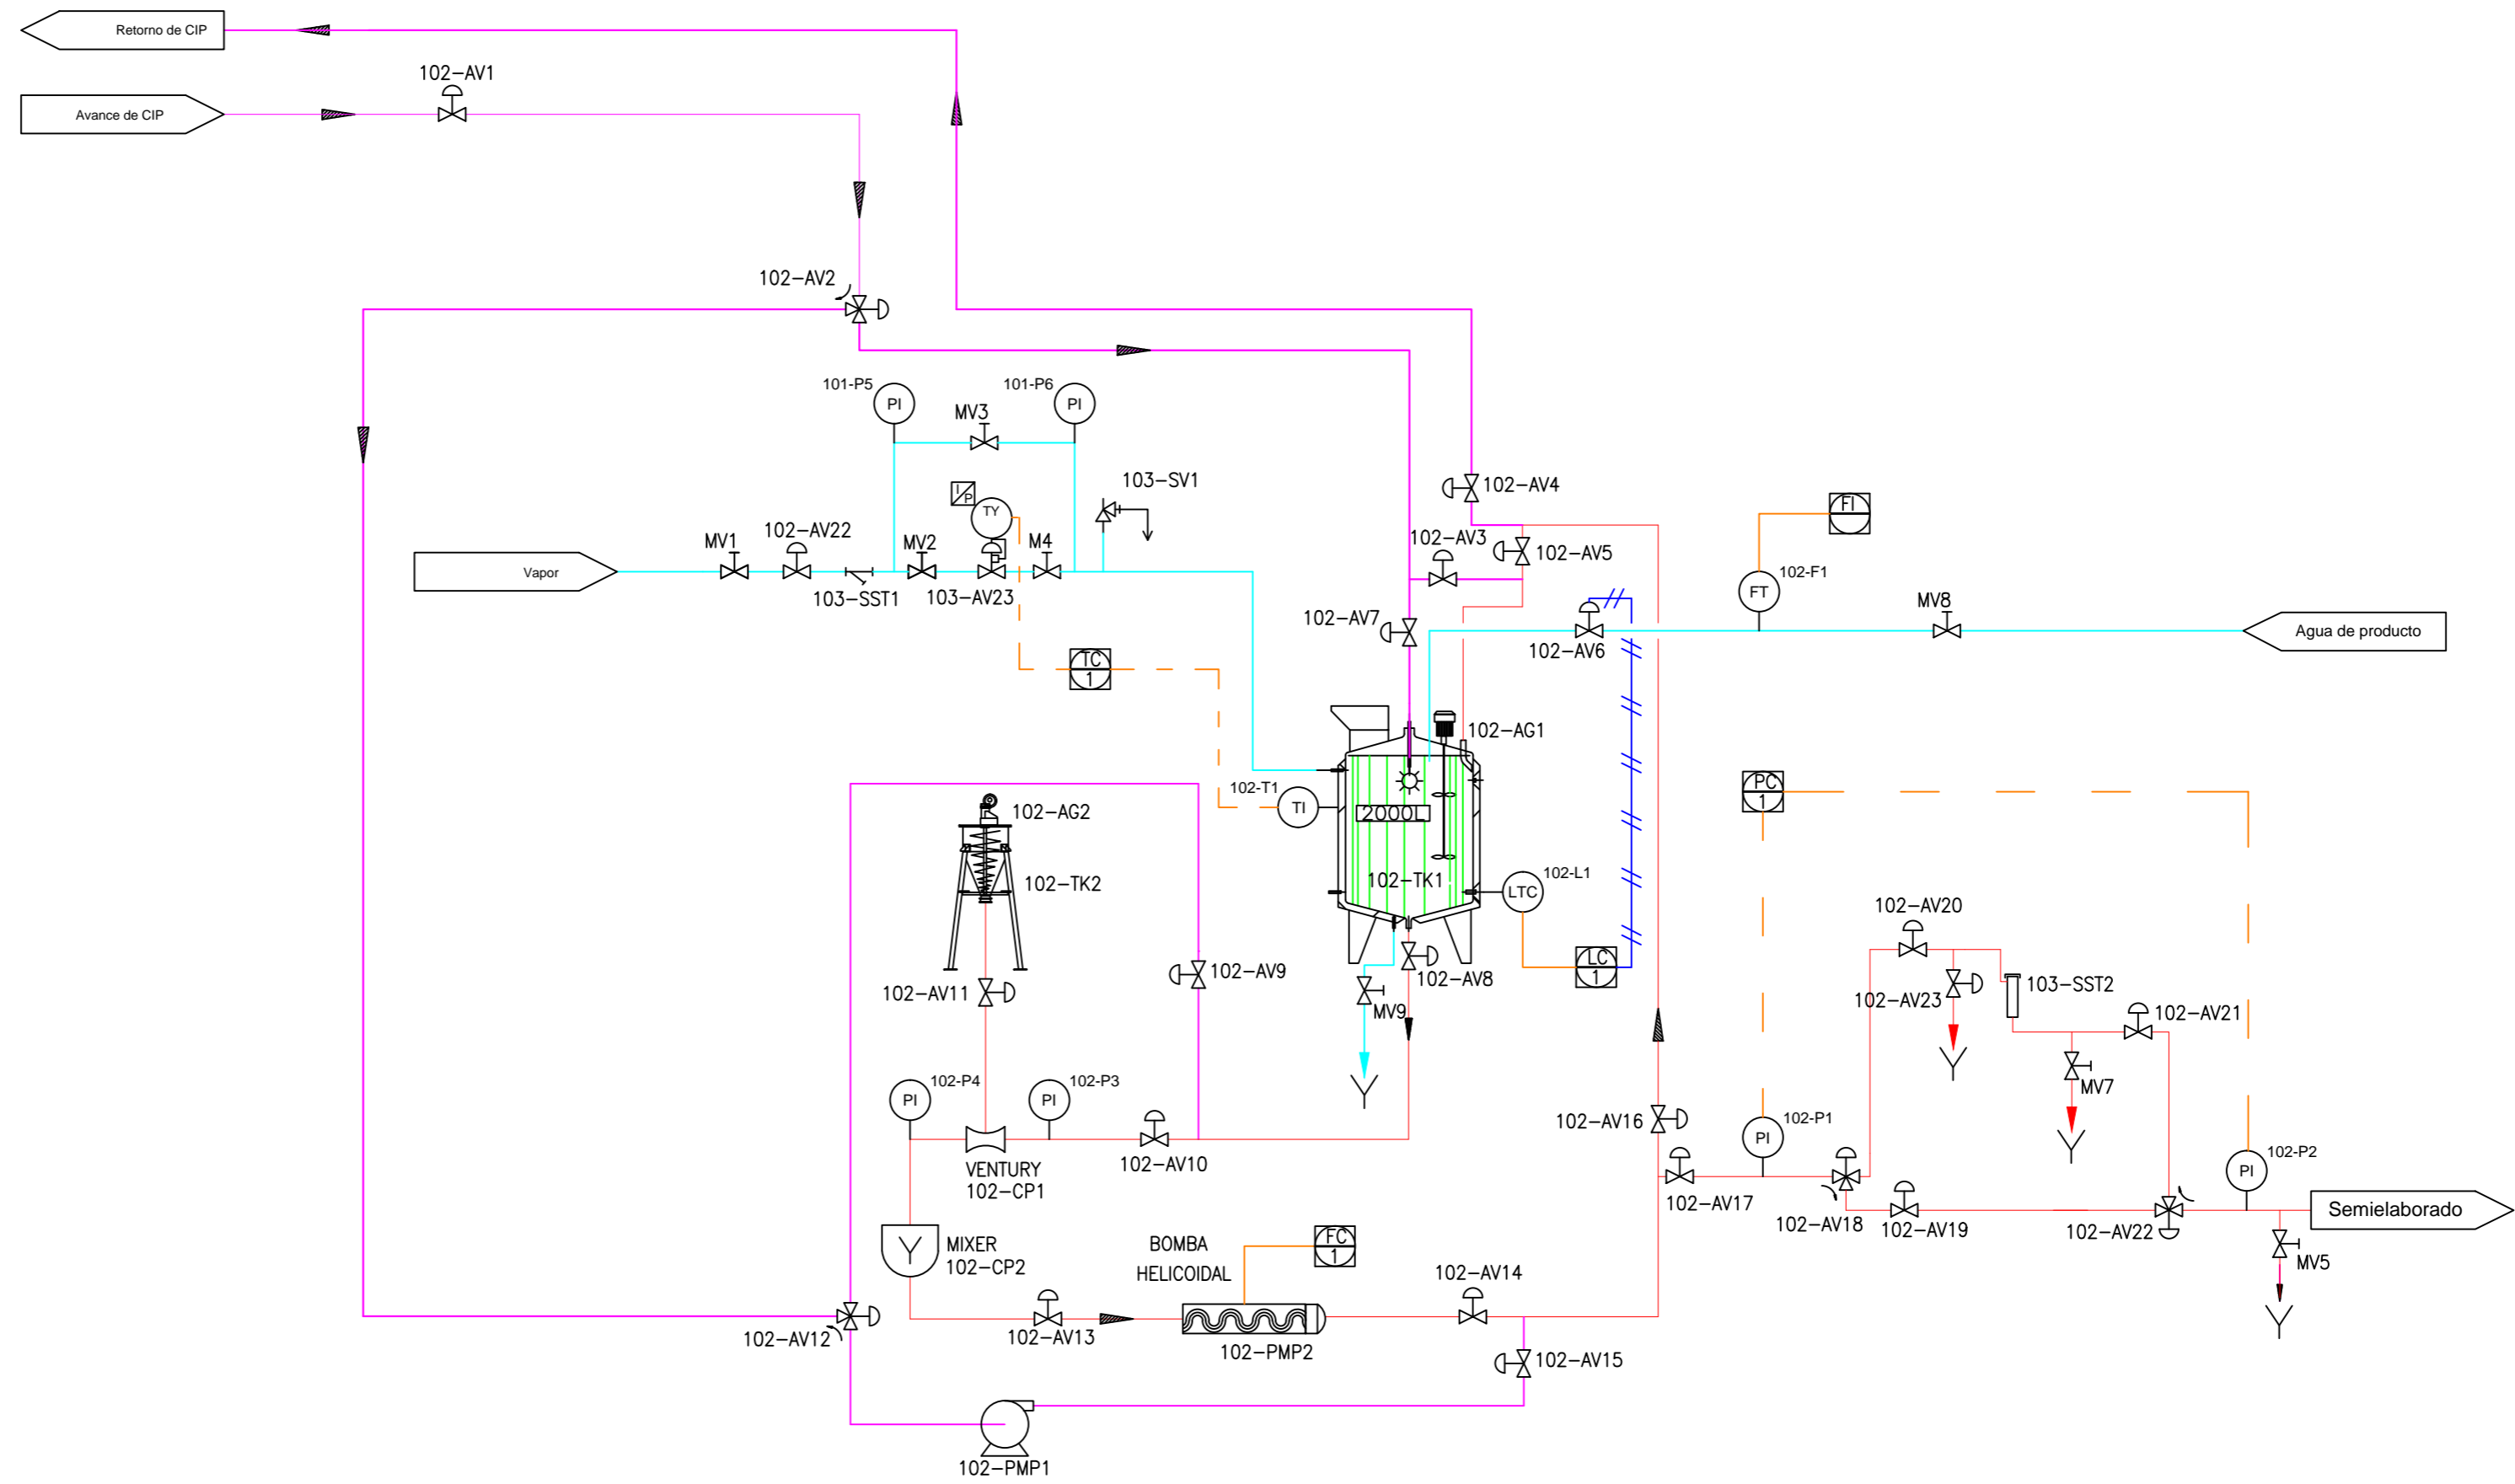 Retorno de CIP
102-AV1
Avance de CIP
102-AV2
101-P5
101-P6
PI
PI
MV3
103-SV1
102-AV4
I/P
TY
FI
MV1
102-AV22
MV2
M4
102-AV3
102-AV5
Vapor
103-SST1
103-AV23
102-F1
FT
MV8
102-AV7
102-AV6
Agua de producto
TC
1
102-AG1
102-T1
TI
2000L
PC
1
102-AG2
102-TK2
102-TK1
102-L1
LTC
102-AV20
LC
1
102-AV9
102-AV8
102-AV11
MV9
102-AV23
103-SST2
102-AV21
102-P4
PI
102-P3
PI
MV7
102-AV16
102-P1
PI
102-P2
PI
VENTURY
102-CP1
102-AV10
102-AV17
102-AV18
102-AV19
102-AV22
Semielaborado
MIXER
102-CP2
BOMBA
HELICOIDAL
FC
1
102-AV14
MV5
102-AV12
102-AV13
102-PMP2
102-AV15
102-PMP1